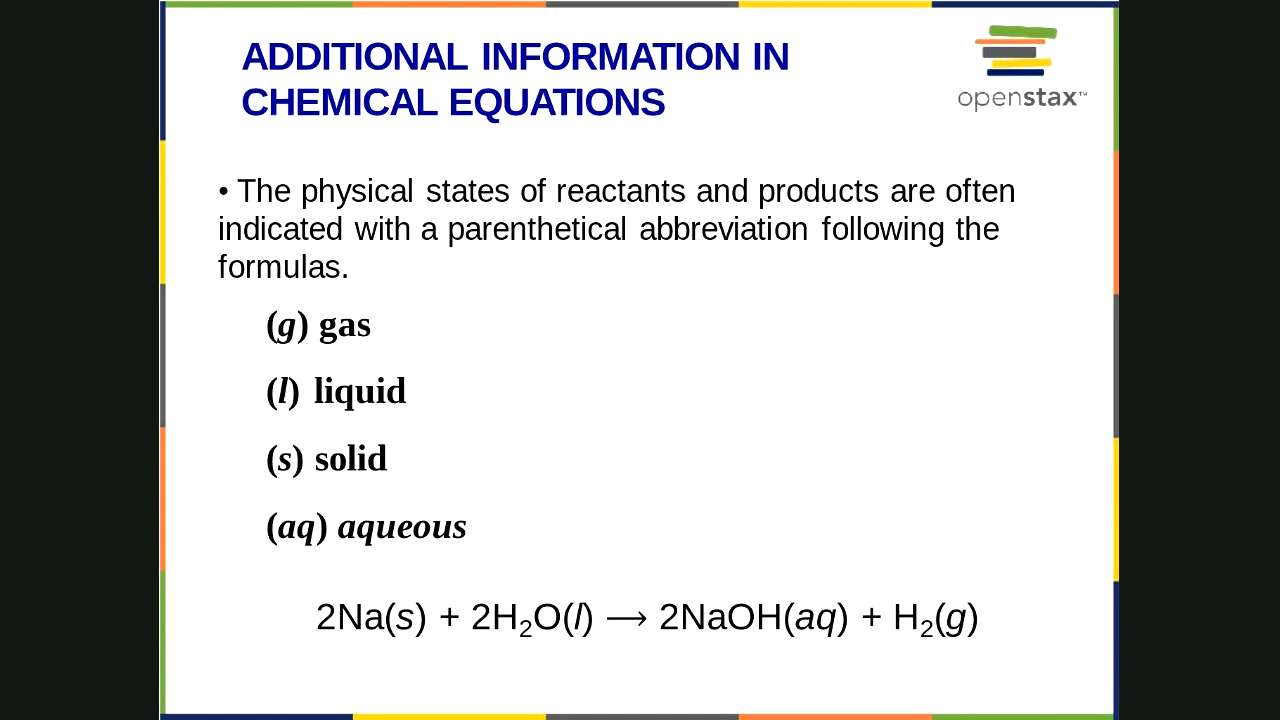 ADDITIONAL INFORMATION IN
CHEMICAL EQUATIONS
openstax™
• The physical states of reactants and products are often
indicated with a parenthetical abbreviation following the
formulas.
(g) gas
(l) liquid
(s) solid
(aq) aqueous
2Na(s) + 2H₂O(l) ⟶ 2NaOH(aq) + H₂(g)